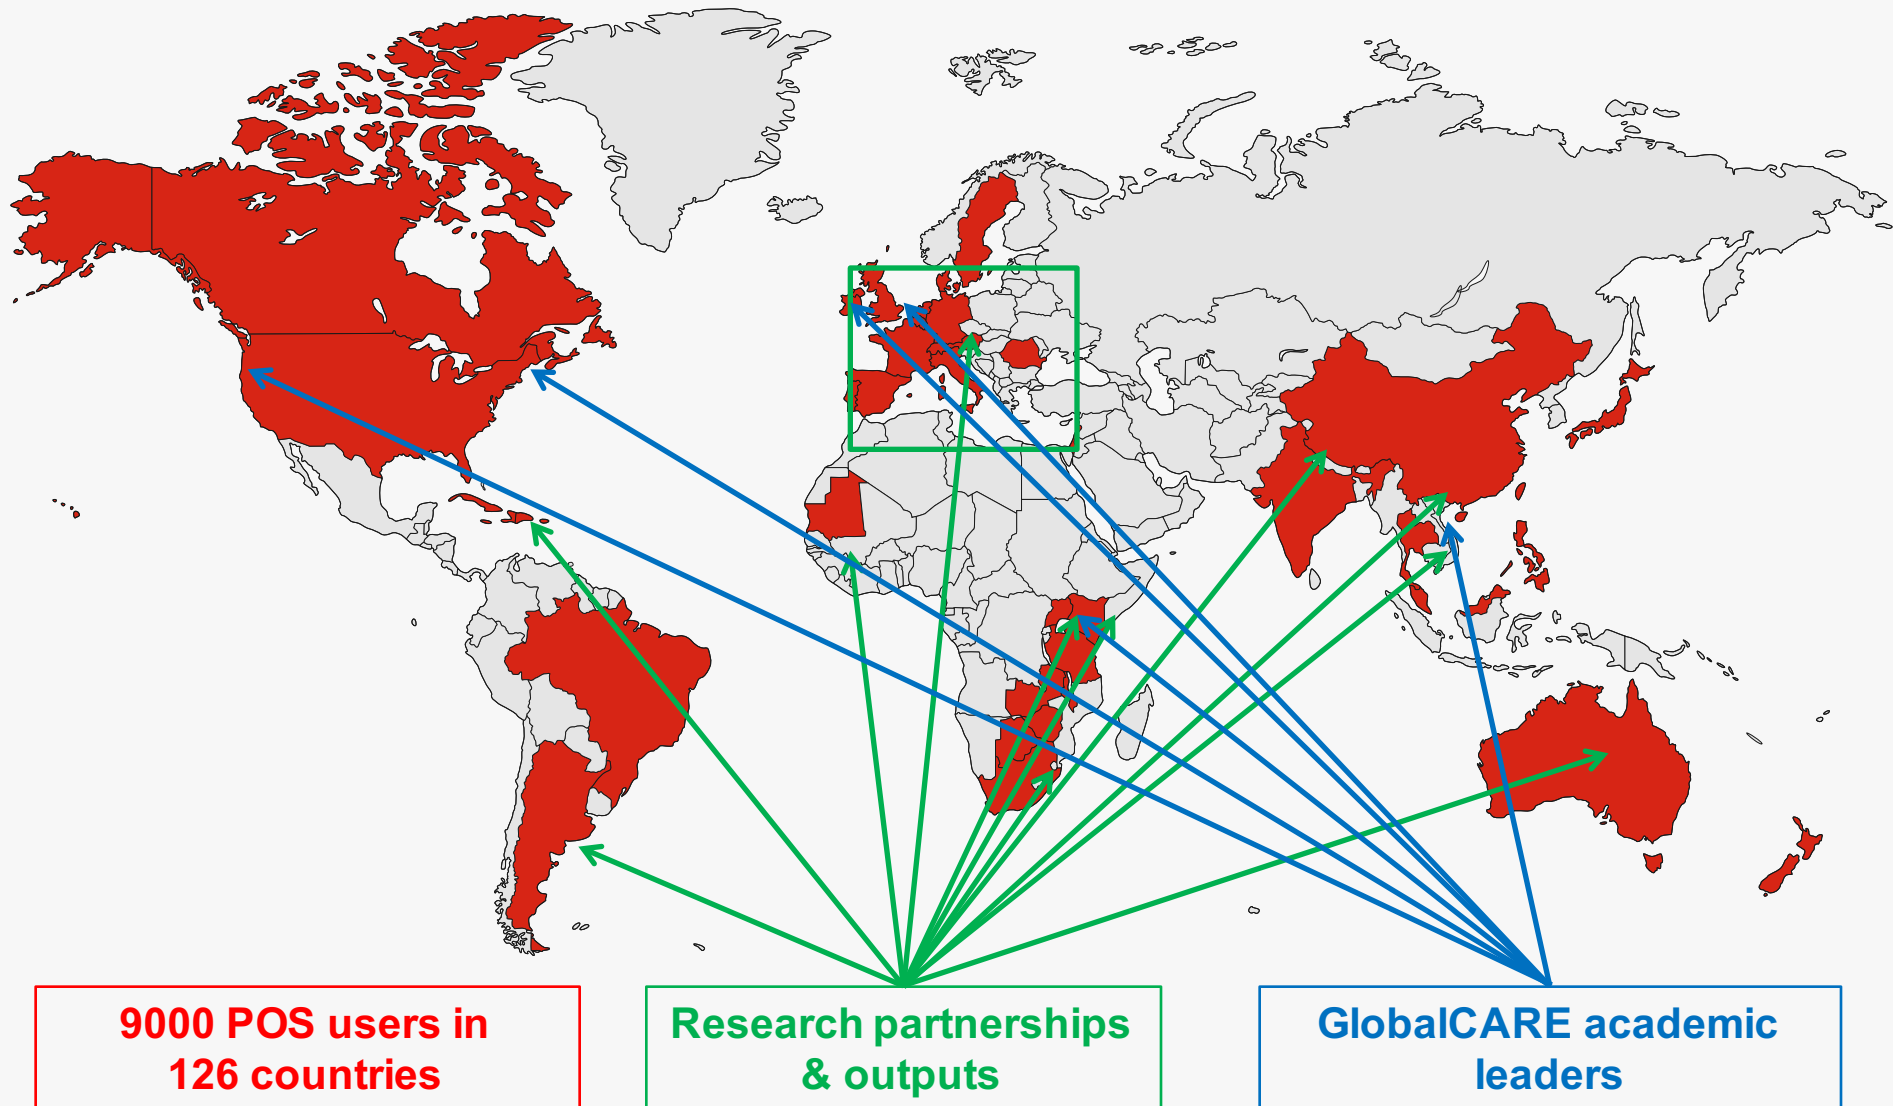 9000 POS users in
126 countries
Research partnerships
& outputs
GlobalCARE academic
leaders